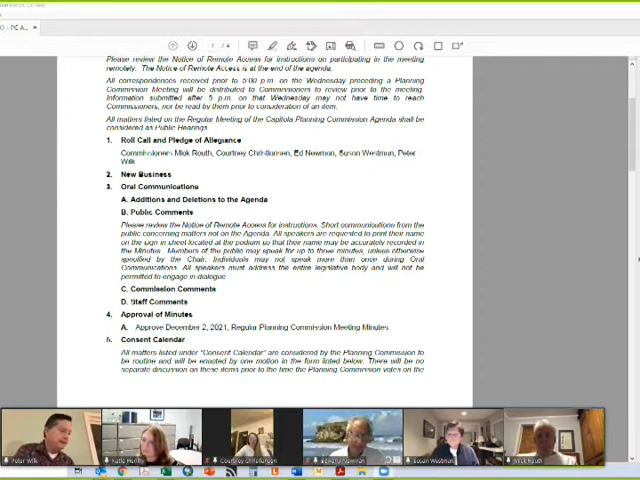 Please review the Notice of Remote Access for instructions on participating in the meeting
remotely. The Notice of Remote Access is at the end of the agenda.
All correspondences received prior to 5:00 p.m. on the Wednesday preceding a Planning
Commission Meeting will be distributed to Commissioners to review prior to the meeting.
Information submitted after 5 p.m. on that Wednesday may not have time to reach
Commissioners, nor be read by them prior to consideration of an item.
All matters listed on the Regular Meeting of the Capitola Planning Commission Agenda shall be
considered as Public Hearings
1. Roll Call and Pledge of Allegiance
Commissioners Mick Routh, Courtney Christiansen, Ed Newman, Susan Westman, Peter
Wilk
2. New Business
3. Oral Communications
A. Additions and Deletions to the Agenda
B. Public Comments
Please review the Notice of Remote Access for instructions. Short communications from the
public concerning matters not on the Agenda. All speakers are requested to print their name
on the sign in sheet located at the podium so that their name may be accurately recorded in
the Minutes. Members of the public may speak for up to three minutes, unless otherwise
specified by the Chair. Individuals may not speak more than once during Oral
Communications. All speakers must address the entire legislative body and will not be
permitted to engage in dialogue
C. Commission Comments
D. Staff Comments
4. Approval of Minutes
A. Approve December 2, 2021, Regular Planning Commission Meeting Minutes
5. Consent Calendar
All matters listed under "Consent Calendar" are considered by the Planning Commission to
be routine and will be enacted by one motion in the form listed below. There will be no
separate discussion on these items prior to the time the Planning Commission votes on the
Peter Wilk
Katie Herlihy
Courtney Christiansen
Edward Newman
Susan Westman
Mick Routh